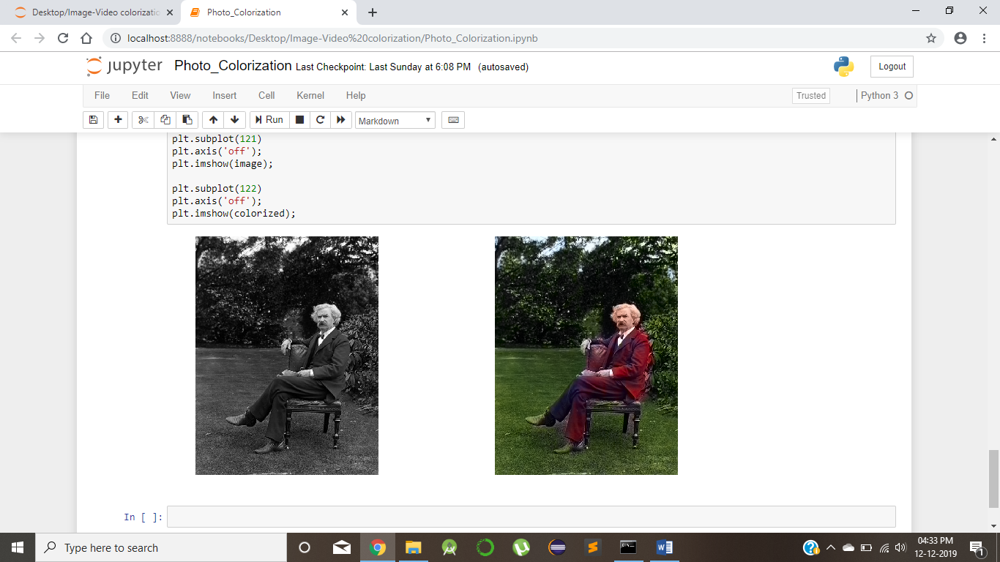 Desktop/Image-Video colorizatio
Photo_Colorization
localhost:8888/notebooks/Desktop/Image-Video%20colorization/Photo_Colorization.ipynb
jupyter Photo_Colorization Last Checkpoint: Last Sunday at 6:08 PM (autosaved)
Logout
File Edit View Insert Cell Kernel Help
Trusted
Python 3
Run
Markdown
plt.subplot(121)
plt.axis('off');
plt.imshow(image);
plt.subplot(122)
plt.axis('off');
plt.imshow(colorized);
In [ ]:
Type here to search
04:33 PM
12-12-2019
1